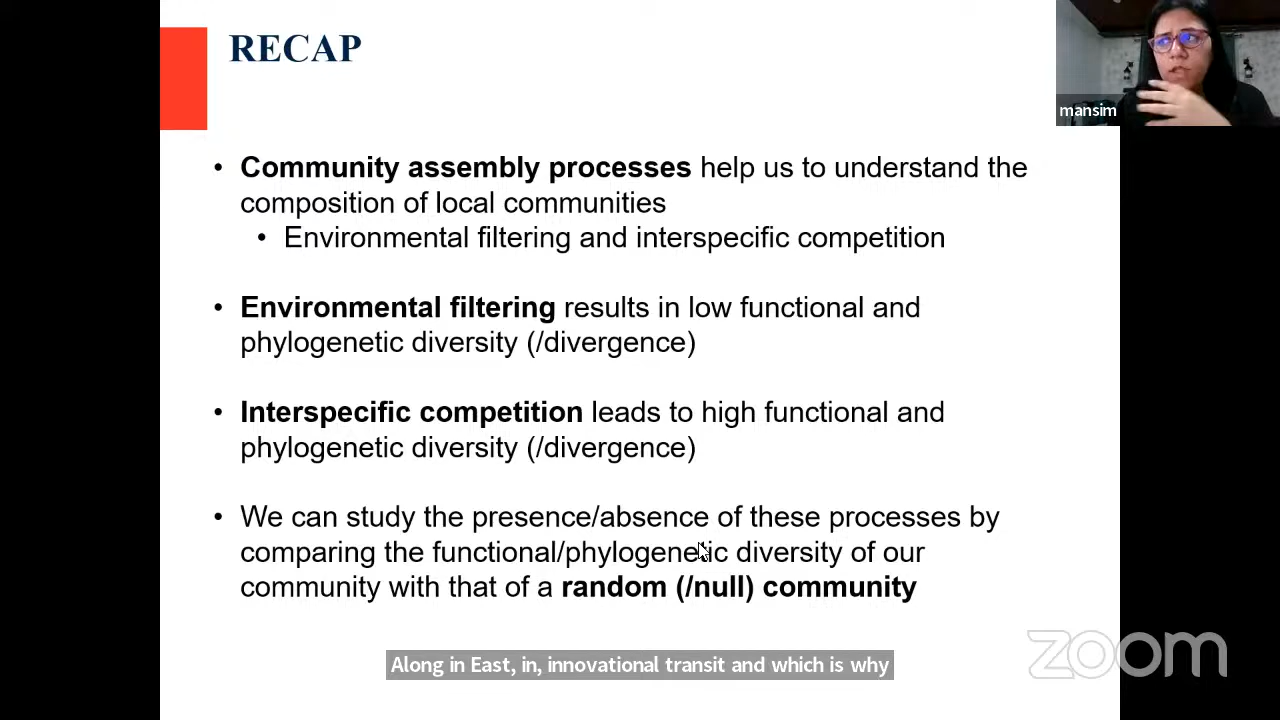 RECAP
mansim
• Community assembly processes help us to understand the
composition of local communities
• Environmental filtering and interspecific competition
• Environmental filtering results in low functional and
phylogenetic diversity (/divergence)
• Interspecific competition leads to high functional and
phylogenetic diversity (/divergence)
• We can study the presence/absence of these processes by
comparing the functional/phylogenetic diversity of our
community with that of a random (/null) community
zoom
Along in East, in, innovational transit and which is why